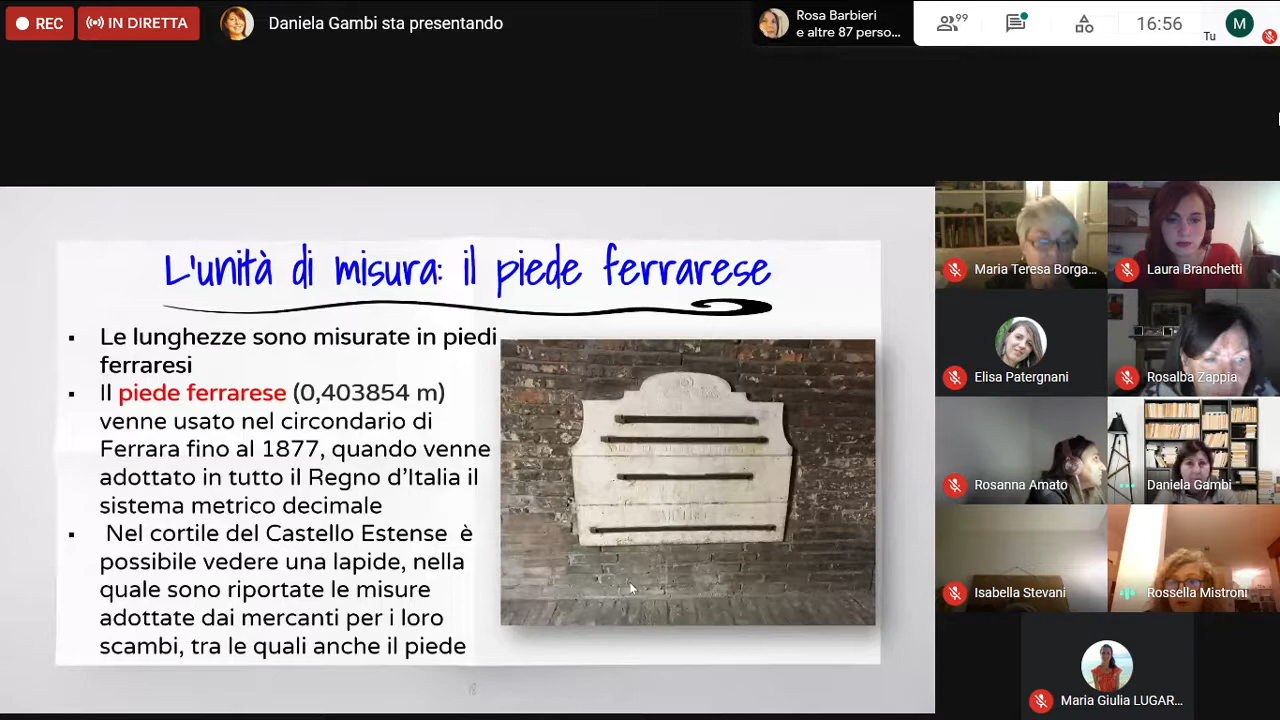 REC
IN DIRETTA
Daniela Gambi sta presentando
Rosa Barbieri
e altre 87 perso...
99
16:56
Tu
M
L'unità di misura: il piede ferrarese
▪ Le lunghezze sono misurate in piedi
ferraresi
▪ Il piede ferrarese (0,403854 m)
venne usato nel circondario di
Ferrara fino al 1877, quando venne
adottato in tutto il Regno d'Italia il
sistema metrico decimale
▪ Nel cortile del Castello Estense è
possibile vedere una lapide, nella
quale sono riportate le misure
adottate dai mercanti per i loro
scambi, tra le quali anche il piede
Maria Teresa Borga...
Laura Branchetti
Elisa Patergnani
Rosalba Zappia
Rosanna Amato
Daniela Gambi
Isabella Stevani
Rossella Mistroni
Maria Giulia LUGAR...